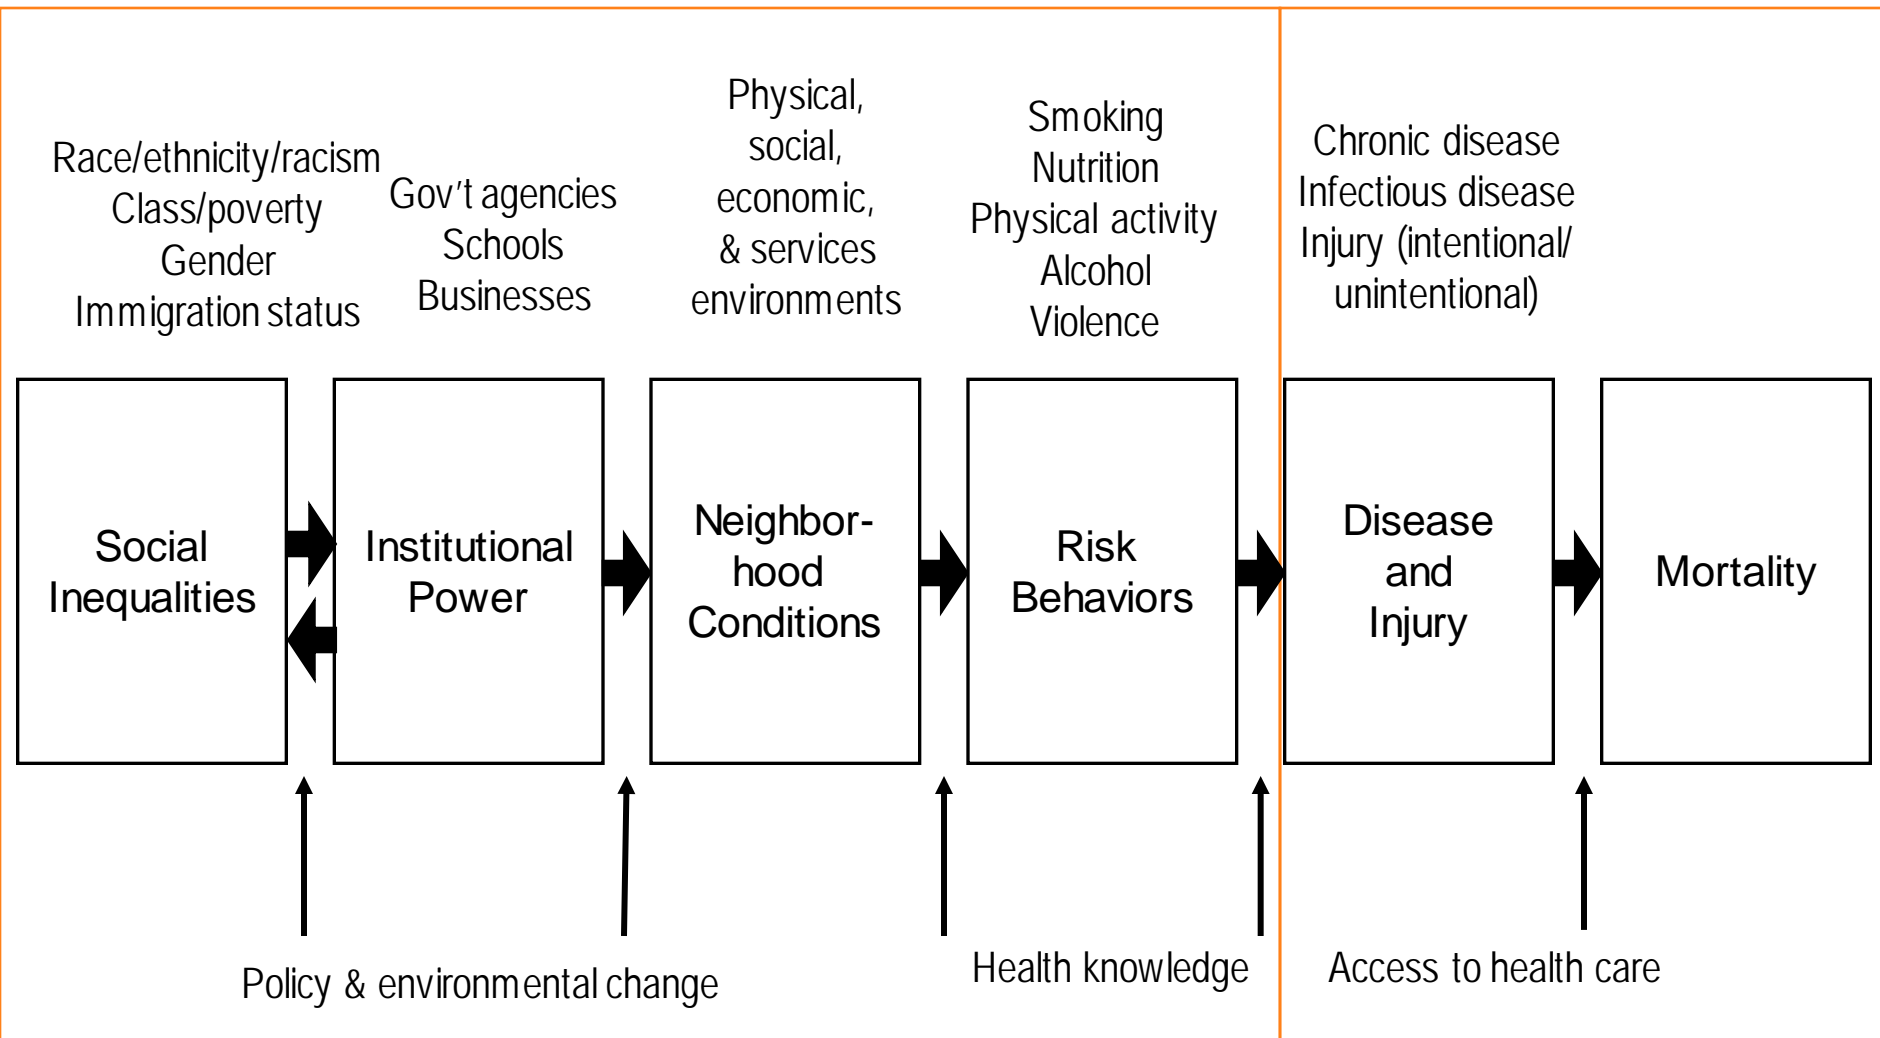 Race/ethnicity/racism
Class/poverty
Gender
Immigration status
Gov't agencies
Schools
Businesses
Physical,
social,
economic,
& services
environments
Smoking
Nutrition
Physical activity
Alcohol
Violence
Chronic disease
Infectious disease
Injury (intentional/
unintentional)
Social
Inequalities
Institutional
Power
Neighbor-
hood
Conditions
Risk
Behaviors
Disease
and
Injury
Mortality
Policy & environmental change
Health knowledge
Access to health care